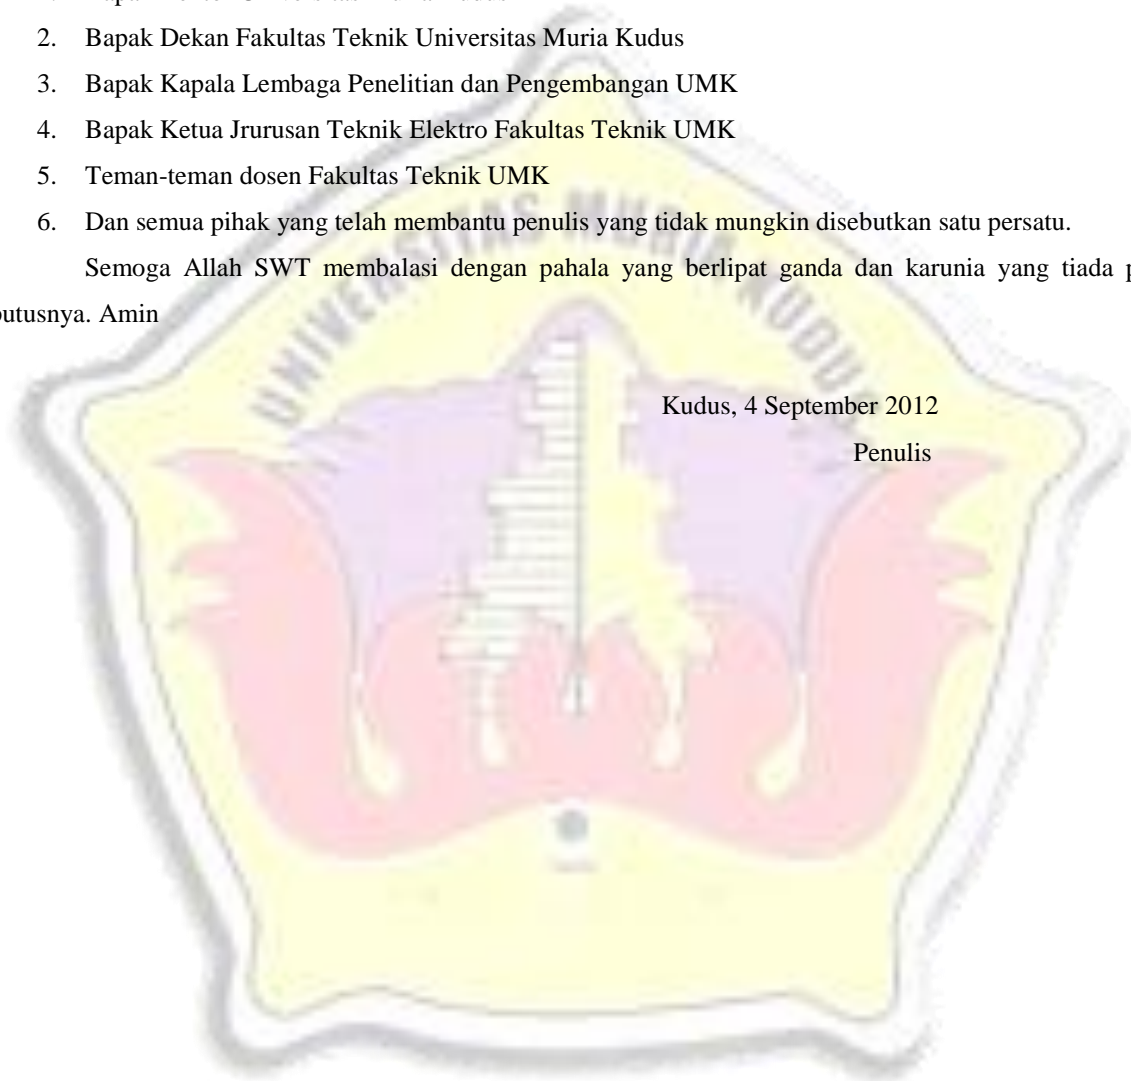 2. Bapak Dekan Fakultas Teknik Universitas Muria Kudus
3. Bapak Kapala Lembaga Penelitian dan Pengembangan UMK
4. Bapak Ketua Jrurusan Teknik Elektro Fakultas Teknik UMK
5. Teman-teman dosen Fakultas Teknik UMK
6. Dan semua pihak yang telah membantu penulis yang tidak mungkin disebutkan satu persatu.
Semoga Allah SWT membalasi dengan pahala yang berlipat ganda dan karunia yang tiada
putusnya. Amin
UNIVERSITAS MURIA KUDUS
Kudus, 4 September 2012
Penulis